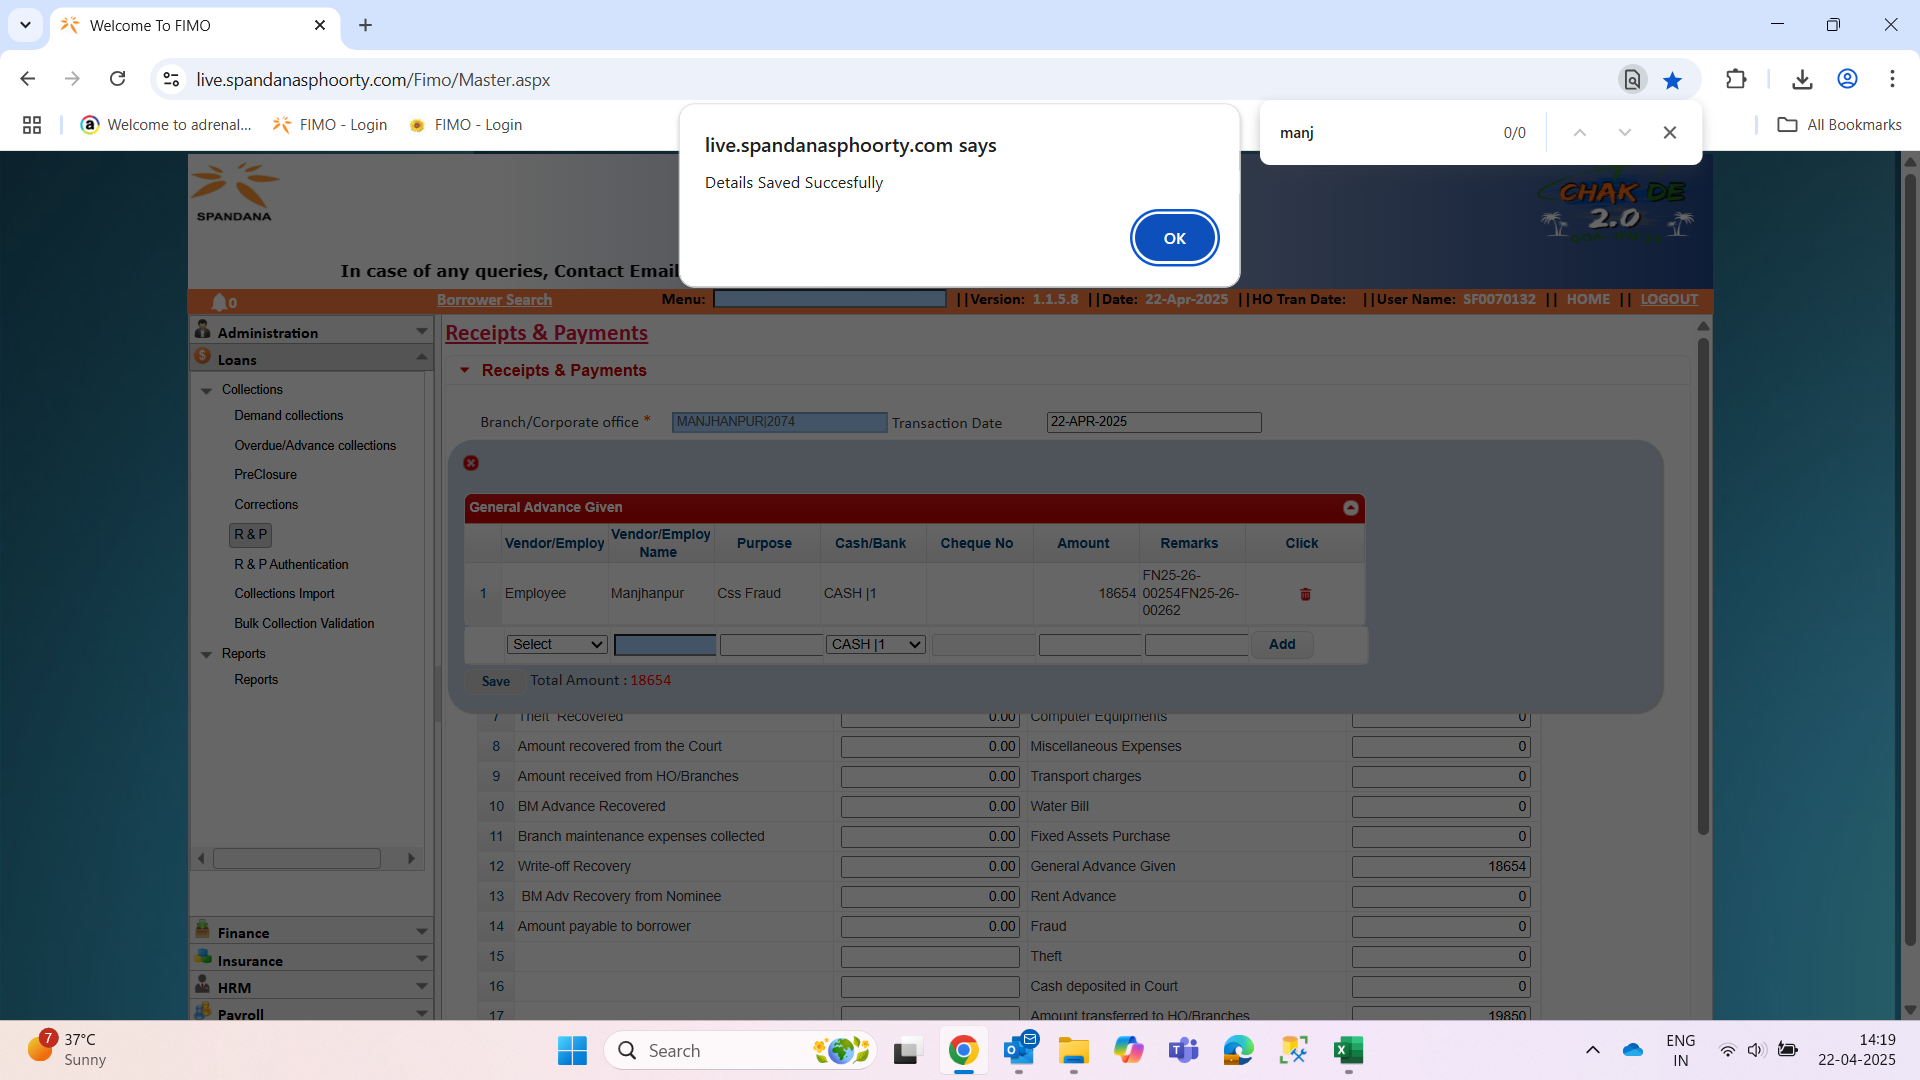 Welcome To FIMO
live.spandanasphoorty.com/Fimo/Master.aspx
Welcome to adrenal...
FIMO - Login
FIMO - Login
All Bookmarks
manj
0/0
live.spandanasphoorty.com says
Details Saved Succesfully
OK
SPANDANA
CHAK DE
2.0
In case of any queries, Contact Email
0
Borrower Search
Menu:
||Version: 1.1.5.8 ||Date: 22-Apr-2025 ||HO Tran Date: ||User Name: SF0070132 || HOME || LOGOUT
Administration
Loans
Collections
Demand collections
Overdue/Advance collections
PreClosure
Corrections
R & P
R & P Authentication
Collections Import
Bulk Collection Validation
Reports
Reports
Finance
Insurance
HRM
Payroll
Receipts & Payments
Receipts & Payments
Branch/Corporate office *
MANJHANPUR|2074
Transaction Date
22-APR-2025
General Advance Given
Vendor/Employ
Vendor/Employ Name
Purpose
Cash/Bank
Cheque No
Amount
Remarks
Click
1 Employee Manjhanpur Css Fraud CASH |1 18654 FN25-26-00254FN25-26-00262
Select
CASH |1
Add
Save
Total Amount : 18654
7 Theft Recovered 0.00 Computer Equipments 0
8 Amount recovered from the Court 0.00 Miscellaneous Expenses 0
9 Amount received from HO/Branches 0.00 Transport charges 0
10 BM Advance Recovered 0.00 Water Bill 0
11 Branch maintenance expenses collected 0.00 Fixed Assets Purchase 0
12 Write-off Recovery 0.00 General Advance Given 18654
13 BM Adv Recovery from Nominee 0.00 Rent Advance 0
14 Amount payable to borrower 0.00 Fraud 0
15 Theft 0
16 Cash deposited in Court 0
17 Amount transferred to HO/Branches 19850
7
37°C
Sunny
Search
ENG
IN
14:19
22-04-2025